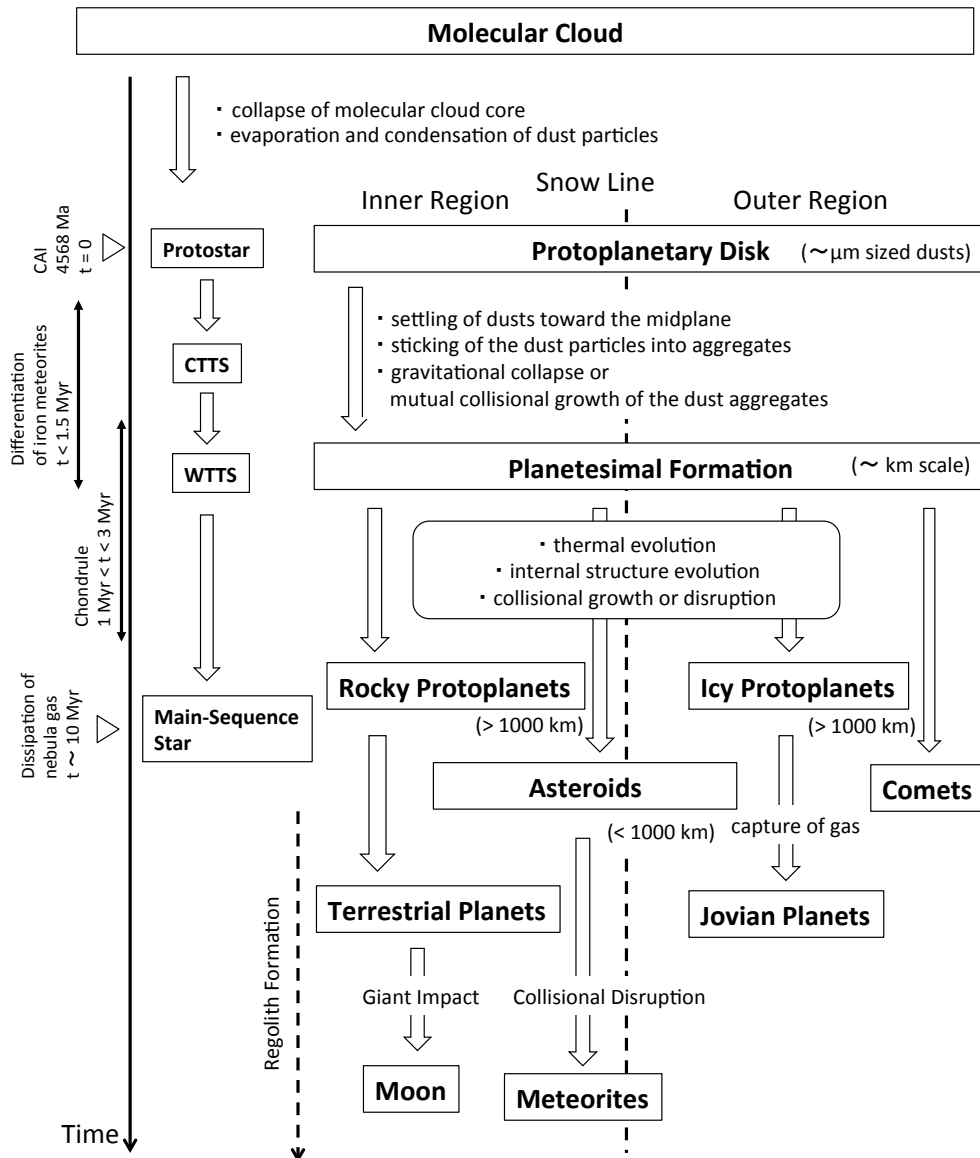 Molecular Cloud
・collapse of molecular cloud core
・evaporation and condensation of dust particles
Snow Line
Inner Region
Outer Region
CAI
4568 Ma
t = 0
Protostar
Protoplanetary Disk
(~μm sized dusts)
・settling of dusts toward the midplane
・sticking of the dust particles into aggregates
・gravitational collapse or
mutual collisional growth of the dust aggregates
Differentiation
of iron meteorites
t < 1.5 Myr
CTTS
WTTS
Planetesimal Formation
(~ km scale)
・thermal evolution
・internal structure evolution
・collisional growth or disruption
Chondrule
1 Myr < t < 3 Myr
Rocky Protoplanets
(> 1000 km)
Icy Protoplanets
(> 1000 km)
Dissipation of
nebula gas
t ~ 10 Myr
Main-Sequence
Star
Asteroids
(< 1000 km)
Comets
capture of gas
Terrestrial Planets
Jovian Planets
Regolith Formation
Giant Impact
Collisional Disruption
Moon
Meteorites
Time